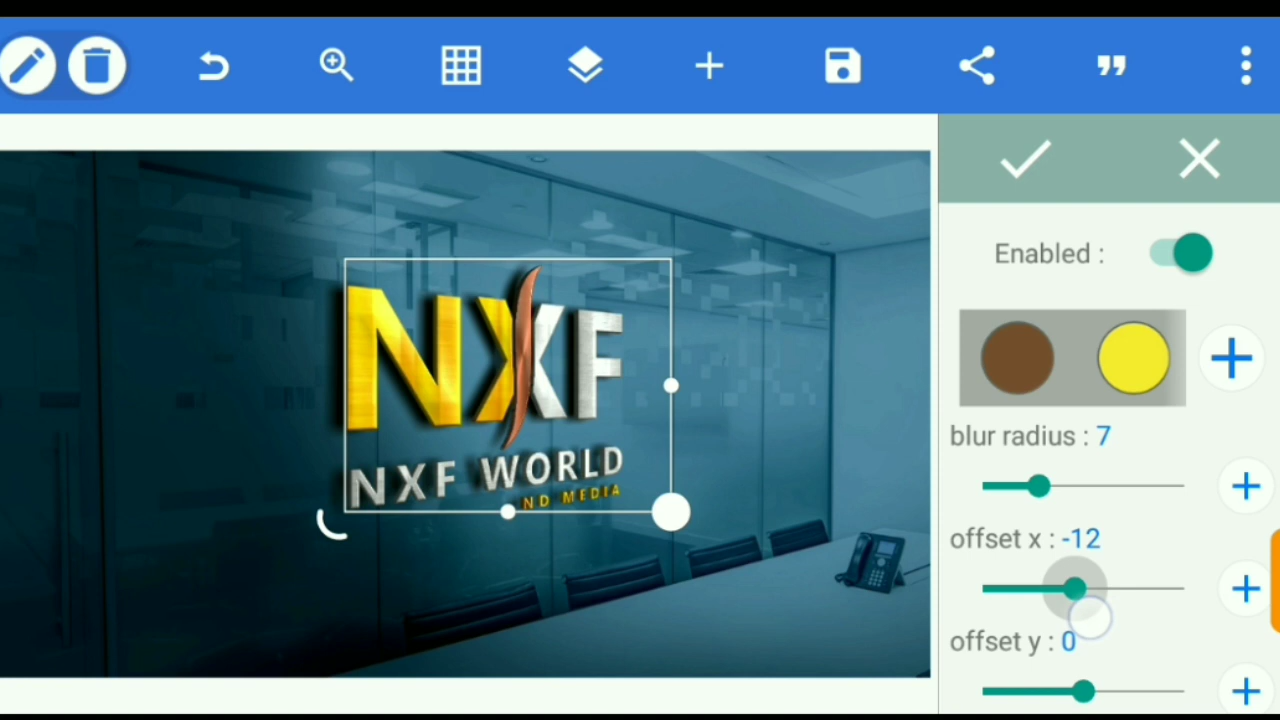 Enabled :
blur radius : 7
offset x : -12
offset y : 0
NXF
NXF WORLD
ND MEDIA